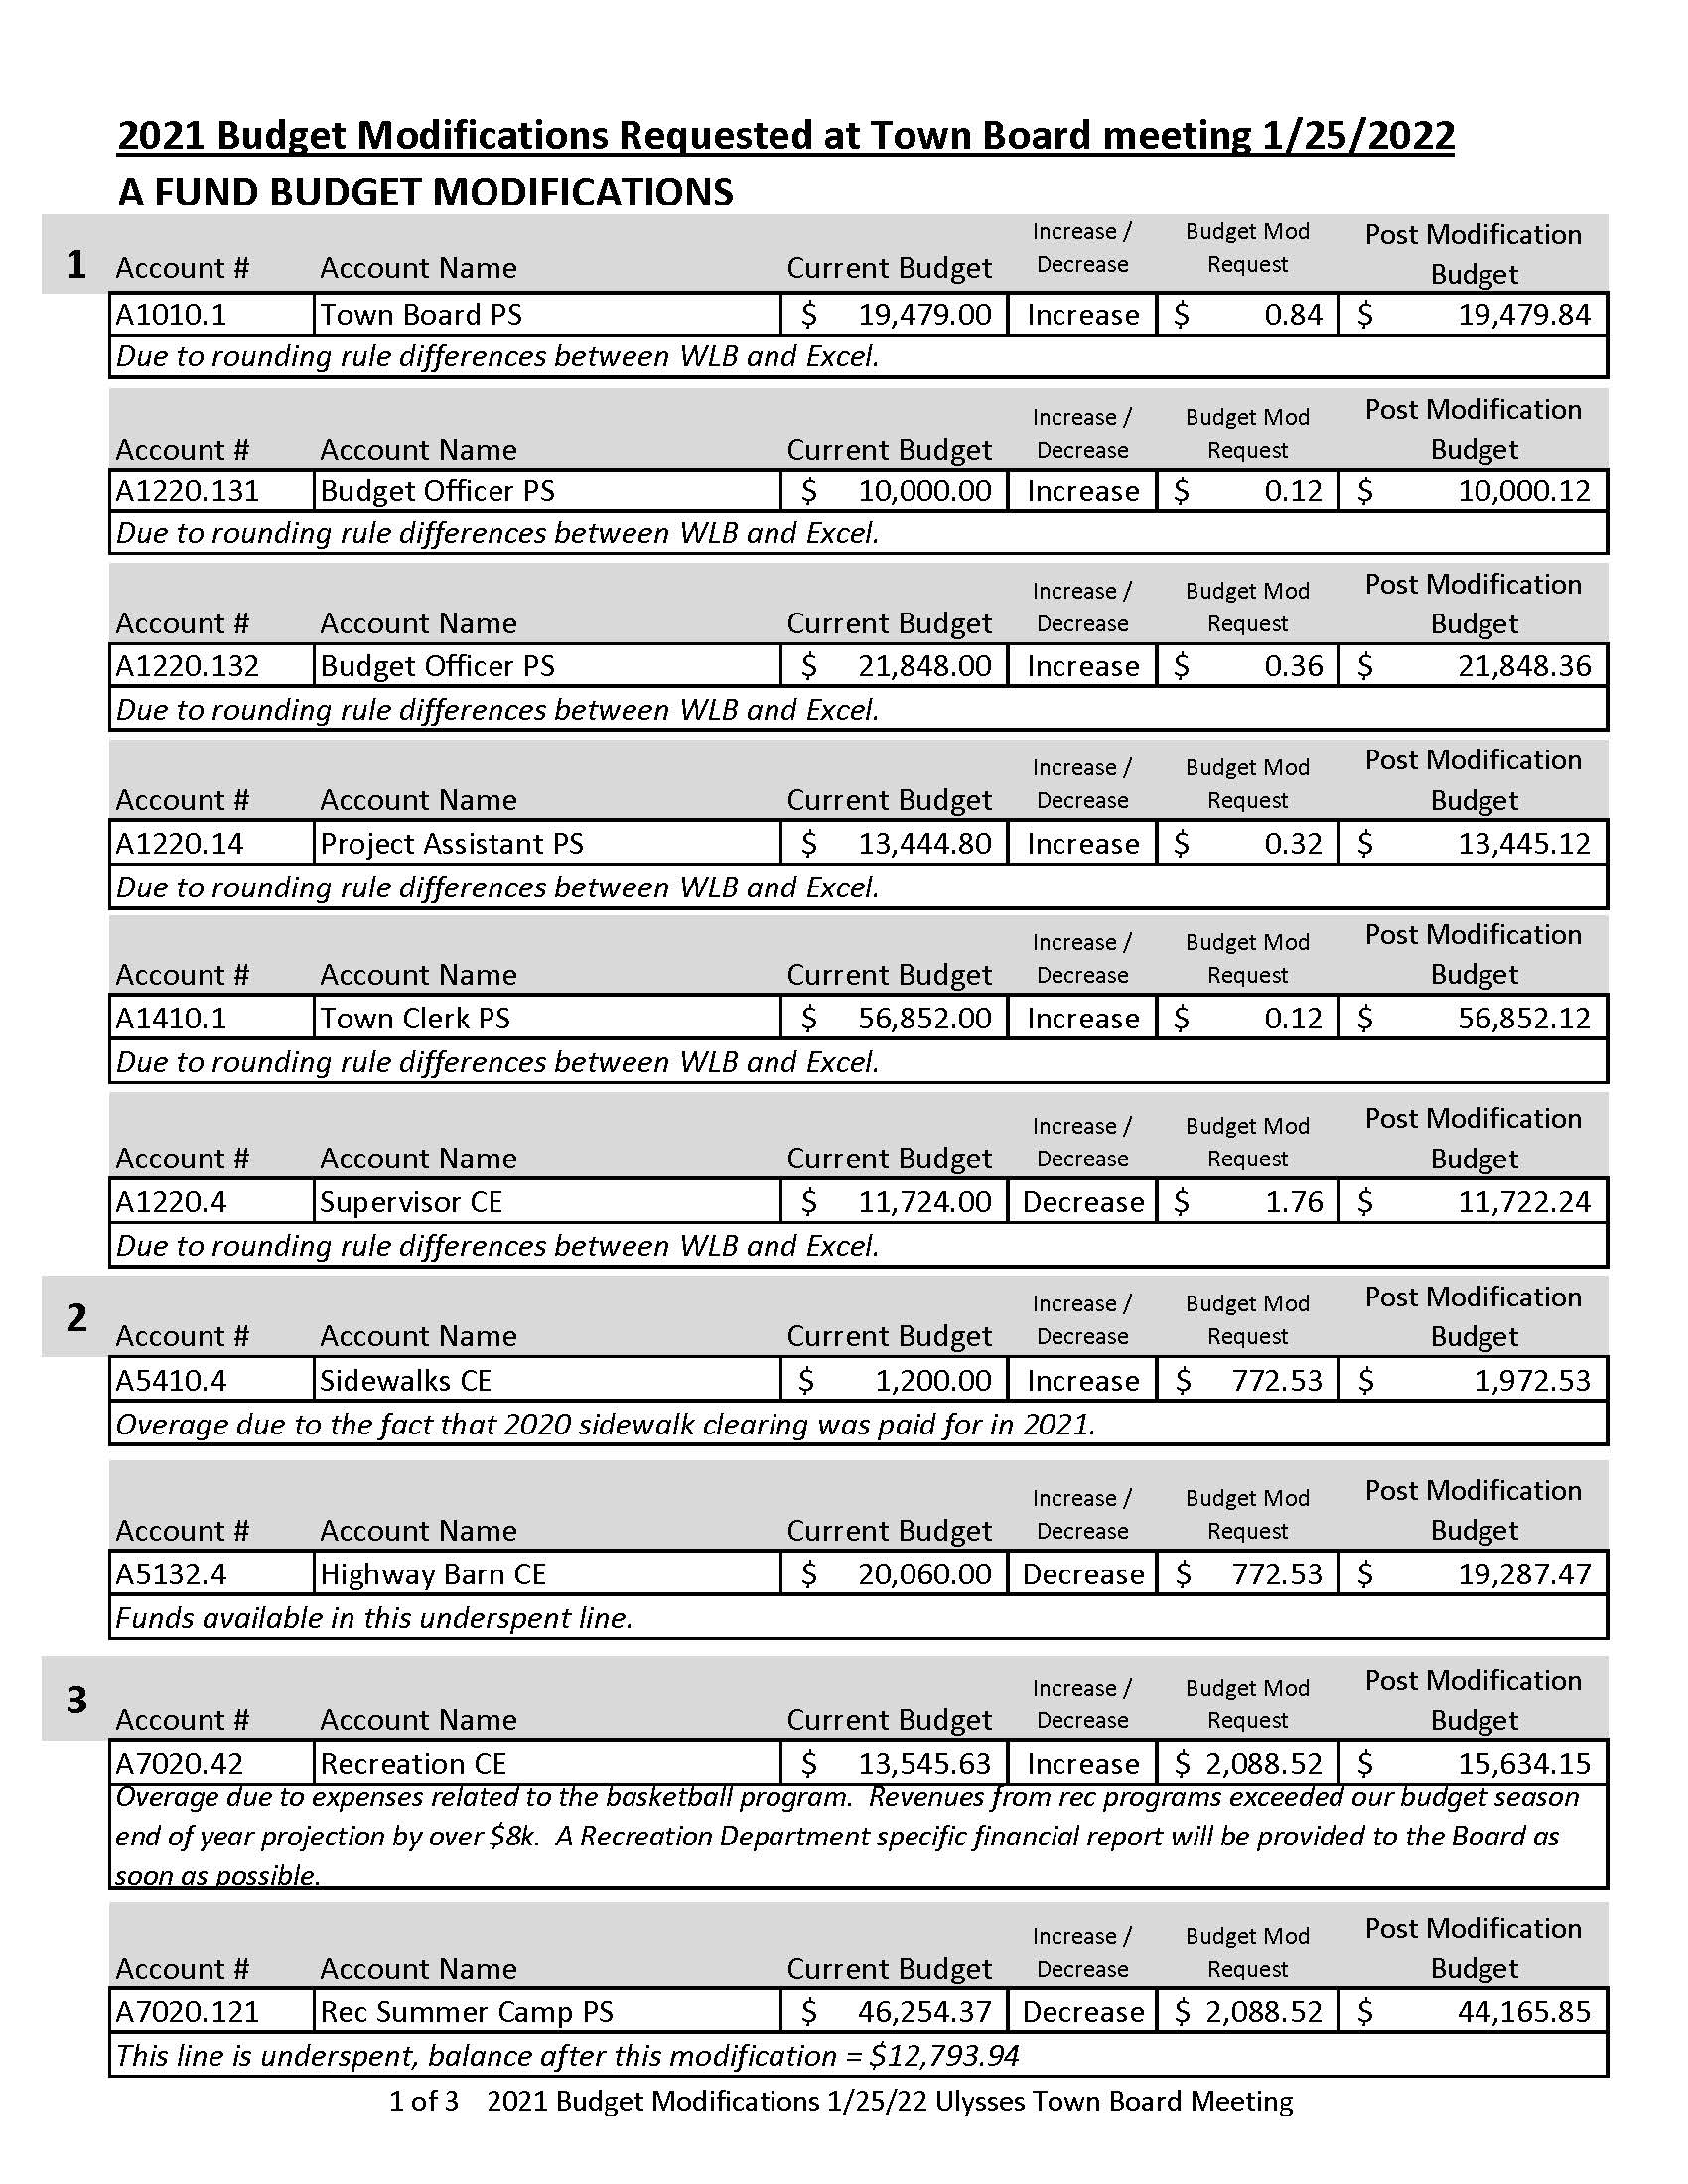 2021 Budget Modifications Requested at Town Board meeting 1/25/2022
A FUND BUDGET MODIFICATIONS
1 Account # Account Name Current Budget Increase / Decrease Budget Mod Request Post Modification Budget
A1010.1 Town Board PS $ 19,479.00 Increase $ 0.84 $ 19,479.84
Due to rounding rule differences between WLB and Excel.
Account # Account Name Current Budget Increase / Decrease Budget Mod Request Post Modification Budget
A1220.131 Budget Officer PS $ 10,000.00 Increase $ 0.12 $ 10,000.12
Due to rounding rule differences between WLB and Excel.
Account # Account Name Current Budget Increase / Decrease Budget Mod Request Post Modification Budget
A1220.132 Budget Officer PS $ 21,848.00 Increase $ 0.36 $ 21,848.36
Due to rounding rule differences between WLB and Excel.
Account # Account Name Current Budget Increase / Decrease Budget Mod Request Post Modification Budget
A1220.14 Project Assistant PS $ 13,444.80 Increase $ 0.32 $ 13,445.12
Due to rounding rule differences between WLB and Excel.
Account # Account Name Current Budget Increase / Decrease Budget Mod Request Post Modification Budget
A1410.1 Town Clerk PS $ 56,852.00 Increase $ 0.12 $ 56,852.12
Due to rounding rule differences between WLB and Excel.
Account # Account Name Current Budget Increase / Decrease Budget Mod Request Post Modification Budget
A1220.4 Supervisor CE $ 11,724.00 Decrease $ 1.76 $ 11,722.24
Due to rounding rule differences between WLB and Excel.
2 Account # Account Name Current Budget Increase / Decrease Budget Mod Request Post Modification Budget
A5410.4 Sidewalks CE $ 1,200.00 Increase $ 772.53 $ 1,972.53
Overage due to the fact that 2020 sidewalk clearing was paid for in 2021.
Account # Account Name Current Budget Increase / Decrease Budget Mod Request Post Modification Budget
A5132.4 Highway Barn CE $ 20,060.00 Decrease $ 772.53 $ 19,287.47
Funds available in this underspent line.
3 Account # Account Name Current Budget Increase / Decrease Budget Mod Request Post Modification Budget
A7020.42 Recreation CE $ 13,545.63 Increase $ 2,088.52 $ 15,634.15
Overage due to expenses related to the basketball program. Revenues from rec programs exceeded our budget season
end of year projection by over $8k. A Recreation Department specific financial report will be provided to the Board as
soon as possible.
Account # Account Name Current Budget Increase / Decrease Budget Mod Request Post Modification Budget
A7020.121 Rec Summer Camp PS $ 46,254.37 Decrease $ 2,088.52 $ 44,165.85
This line is underspent, balance after this modification = $12,793.94
1 of 3 2021 Budget Modifications 1/25/22 Ulysses Town Board Meeting